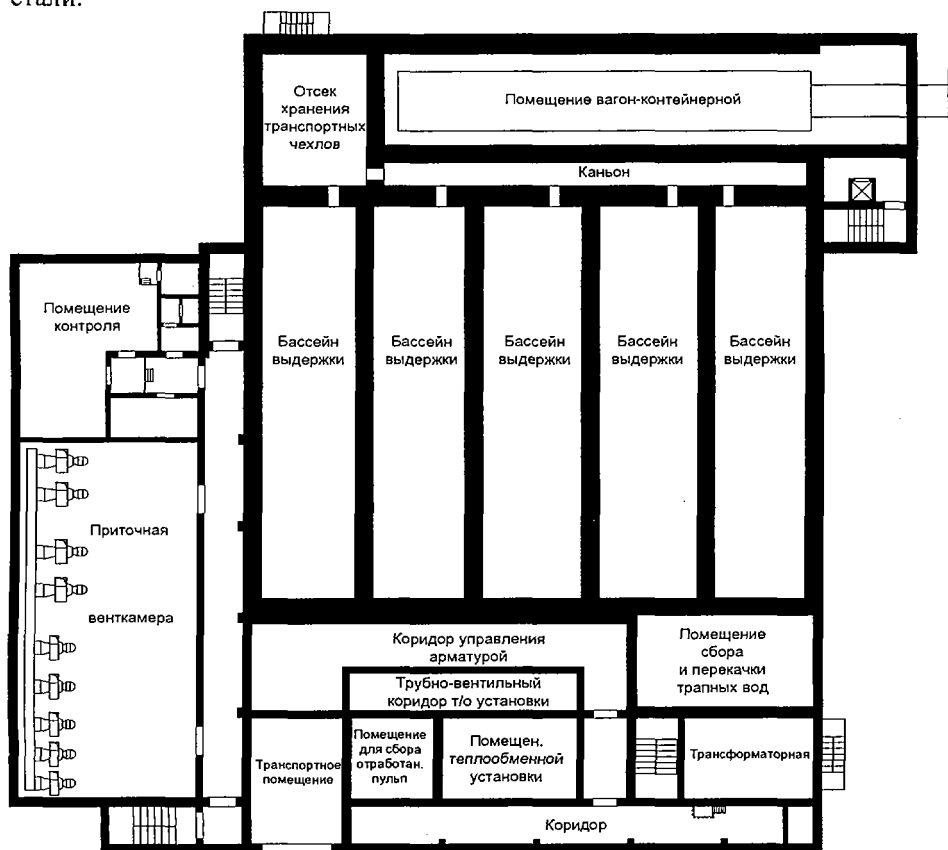 стали.
Отсек
хранения
транспортных
чехлов
Помещение вагон-контейнерной
Каньон
Помещение
контроля
Бассейн
выдержки
Бассейн
выдержки
Бассейн
выдержки
Бассейн
выдержки
Бассейн
выдержки
Приточная
венткамера
Коридор управления
арматурой
Помещение
сбора
и перекачки
трапных вод
Трубно-вентильный
коридор т/о установки
Транспортное
помещение
Помещение
для сбора
отработан.
пульп
Помещен.
теплообменной
установки
Трансформаторная
Коридор